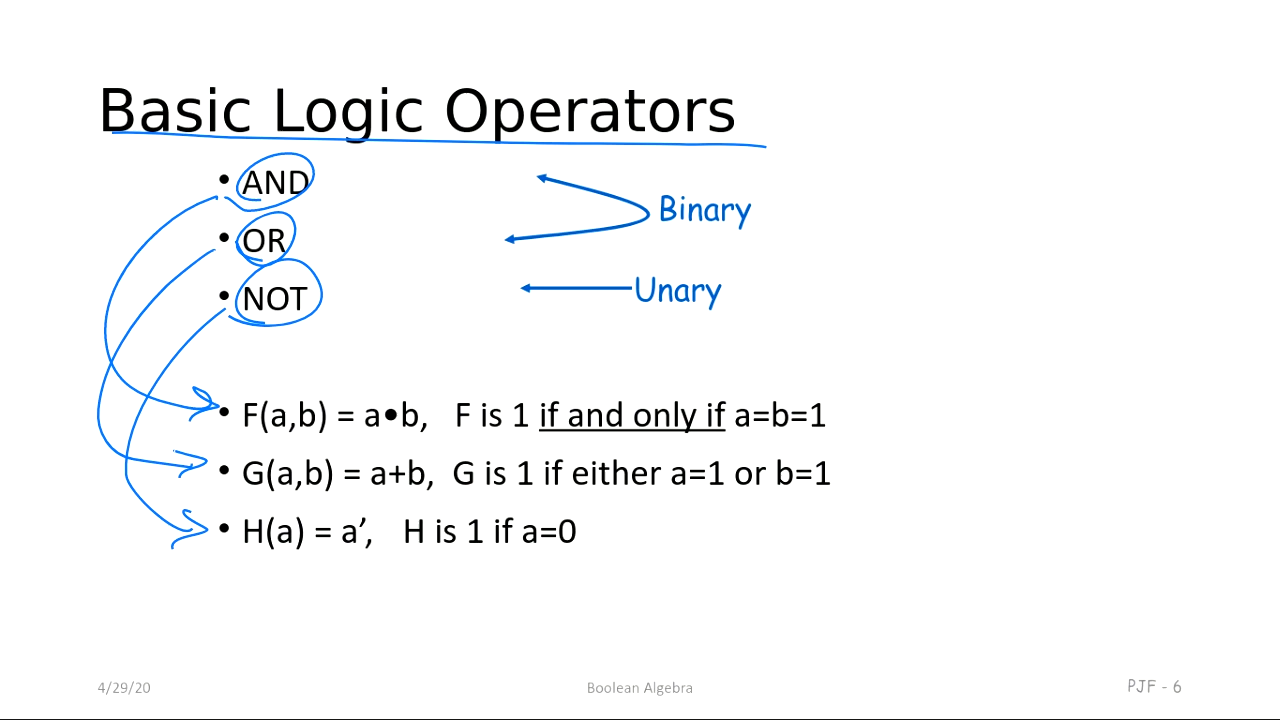 Basic Logic Operators
• AND
Binary
• OR
• NOT
Unary
• F(a,b) = a•b, F is 1 if and only if a=b=1
• G(a,b) = a+b, G is 1 if either a=1 or b=1
• H(a) = a’, H is 1 if a=0
4/29/20
Boolean Algebra
PJF - 6